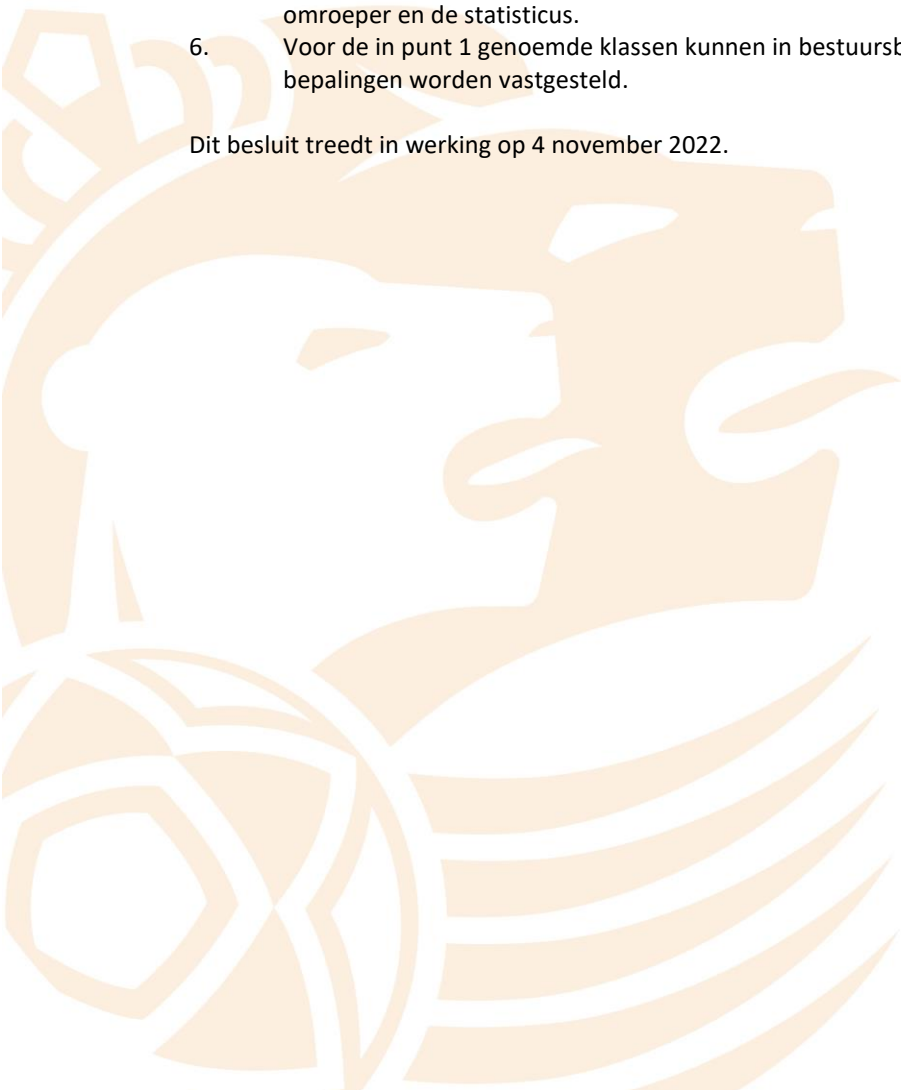 omroeper en de statisticus.
6. Voor de in punt 1 genoemde klassen kunnen in
bepalingen worden vastgesteld.
Dit besluit treedt in werking op 4 november 2022.